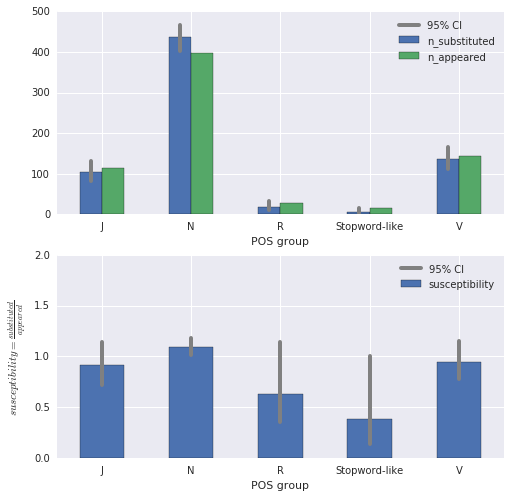 500
400
300
200
100
0
95% CI
n_substituted
n_appeared
J N R Stopword-like V
POS group
2.0
1.5
1.0
0.5
0.0
susceptibility = substituted / appeared
95% CI
susceptibility
J N R Stopword-like V
POS group